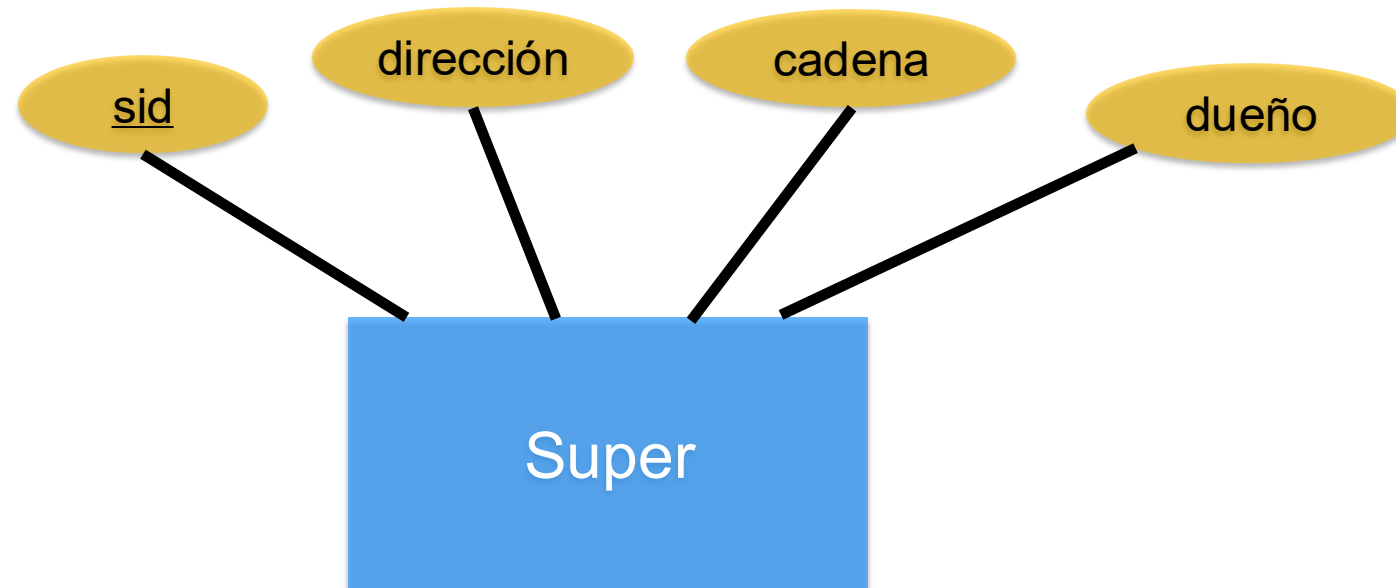 sid
dirección
cadena
dueño
Super